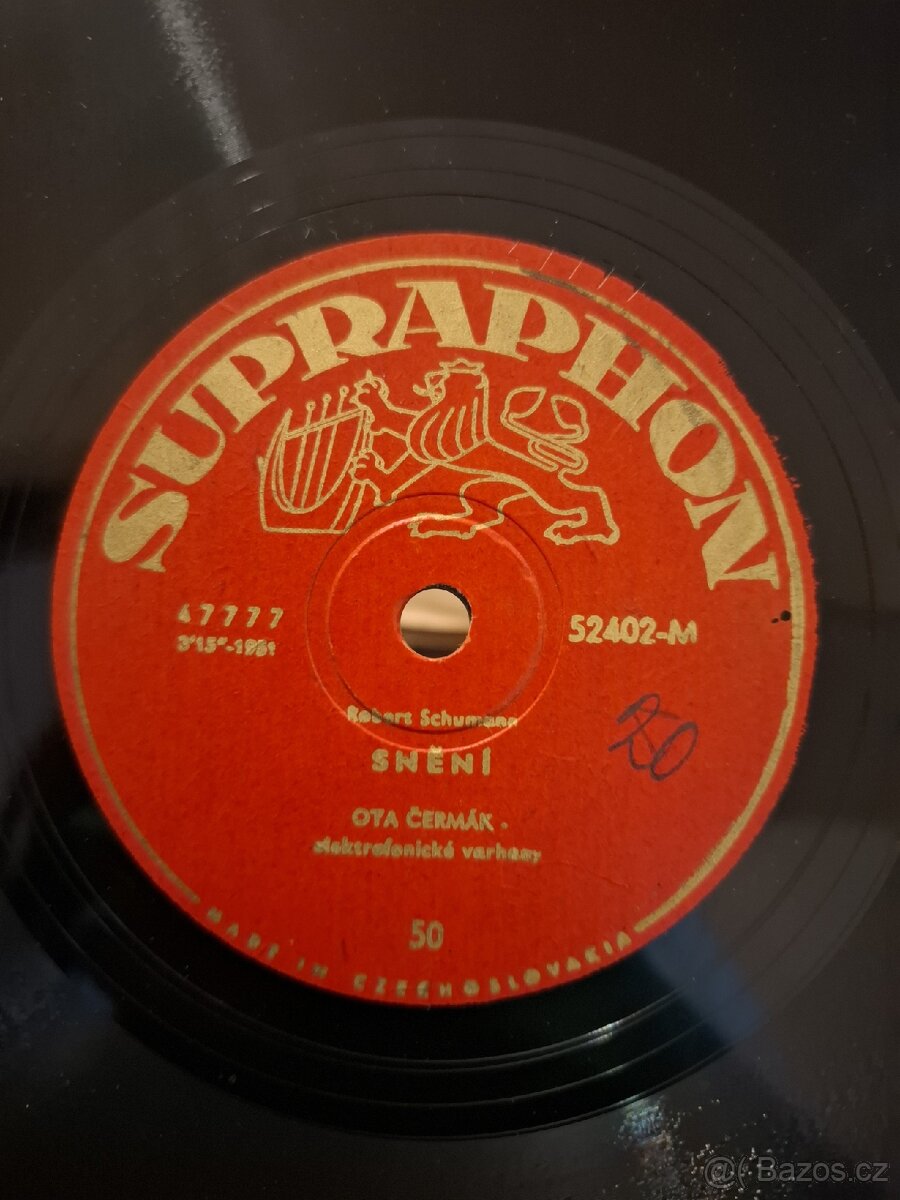 SUPRAPHON
47777
3'15"-1951
52402-M
Robert Schumann
SNĚNÍ
20
OTA ČERMÁK -
elektrofonické varhany
50
MADE IN CZECHOSLOVAKIA
@( Bazos.cz